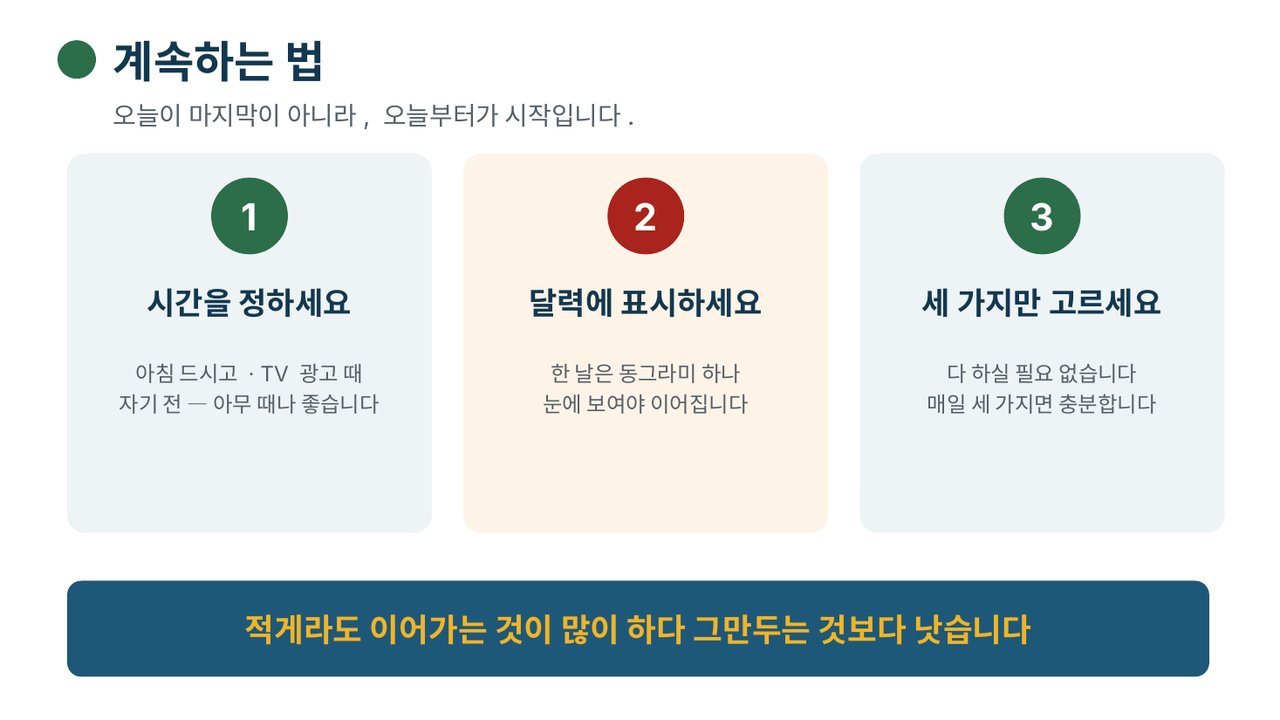 계속하는 법
오늘이 마지막이 아니라 , 오늘부터가 시작입니다 .
1
시간을 정하세요
아침 드시고 · TV 광고 때
자기 전 — 아무 때나 좋습니다
2
달력에 표시하세요
한 날은 동그라미 하나
눈에 보여야 이어집니다
3
세 가지만 고르세요
다 하실 필요 없습니다
매일 세 가지면 충분합니다
적게라도 이어가는 것이 많이 하다 그만두는 것보다 낫습니다